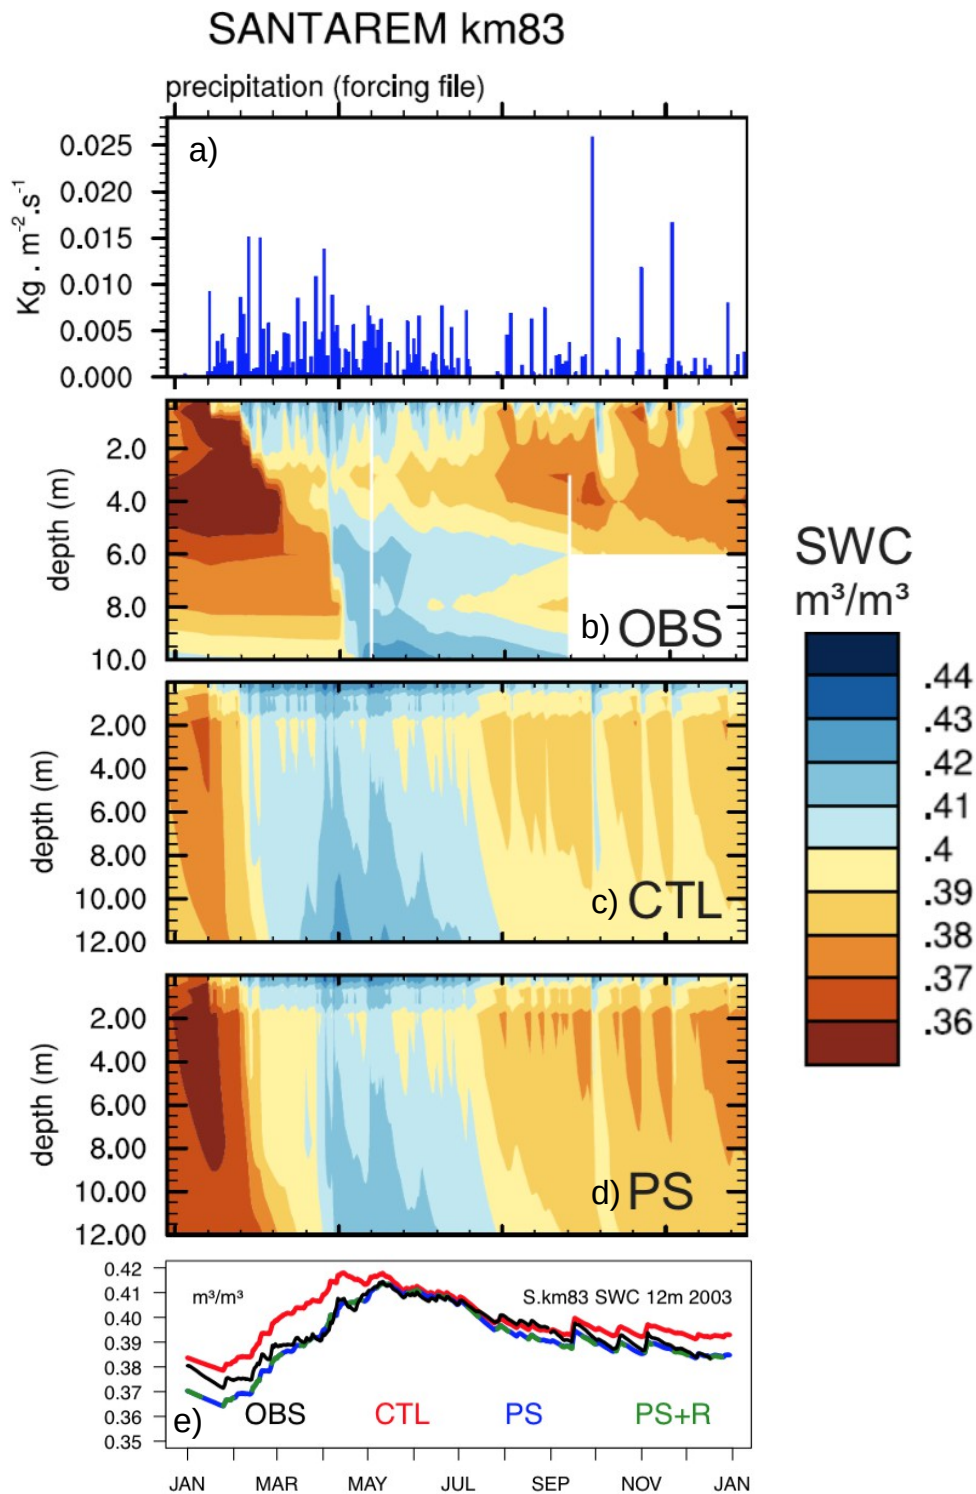 SANTAREM km83
precipitation (forcing file)
a)
Kg . m⁻².s⁻¹
0.025
0.020
0.015
0.010
0.005
0.000
depth (m)
2.0
4.0
6.0
8.0
10.0
b) OBS
depth (m)
2.00
4.00
6.00
8.00
10.00
12.00
c) CTL
depth (m)
2.00
4.00
6.00
8.00
10.00
12.00
d) PS
SWC
m³/m³
.44
.43
.42
.41
.4
.39
.38
.37
.36
0.42
0.41
0.40
0.39
0.38
0.37
0.36
0.35
m³/m³
S.km83 SWC 12m 2003
e) OBS CTL PS PS+R
JAN MAR MAY JUL SEP NOV JAN